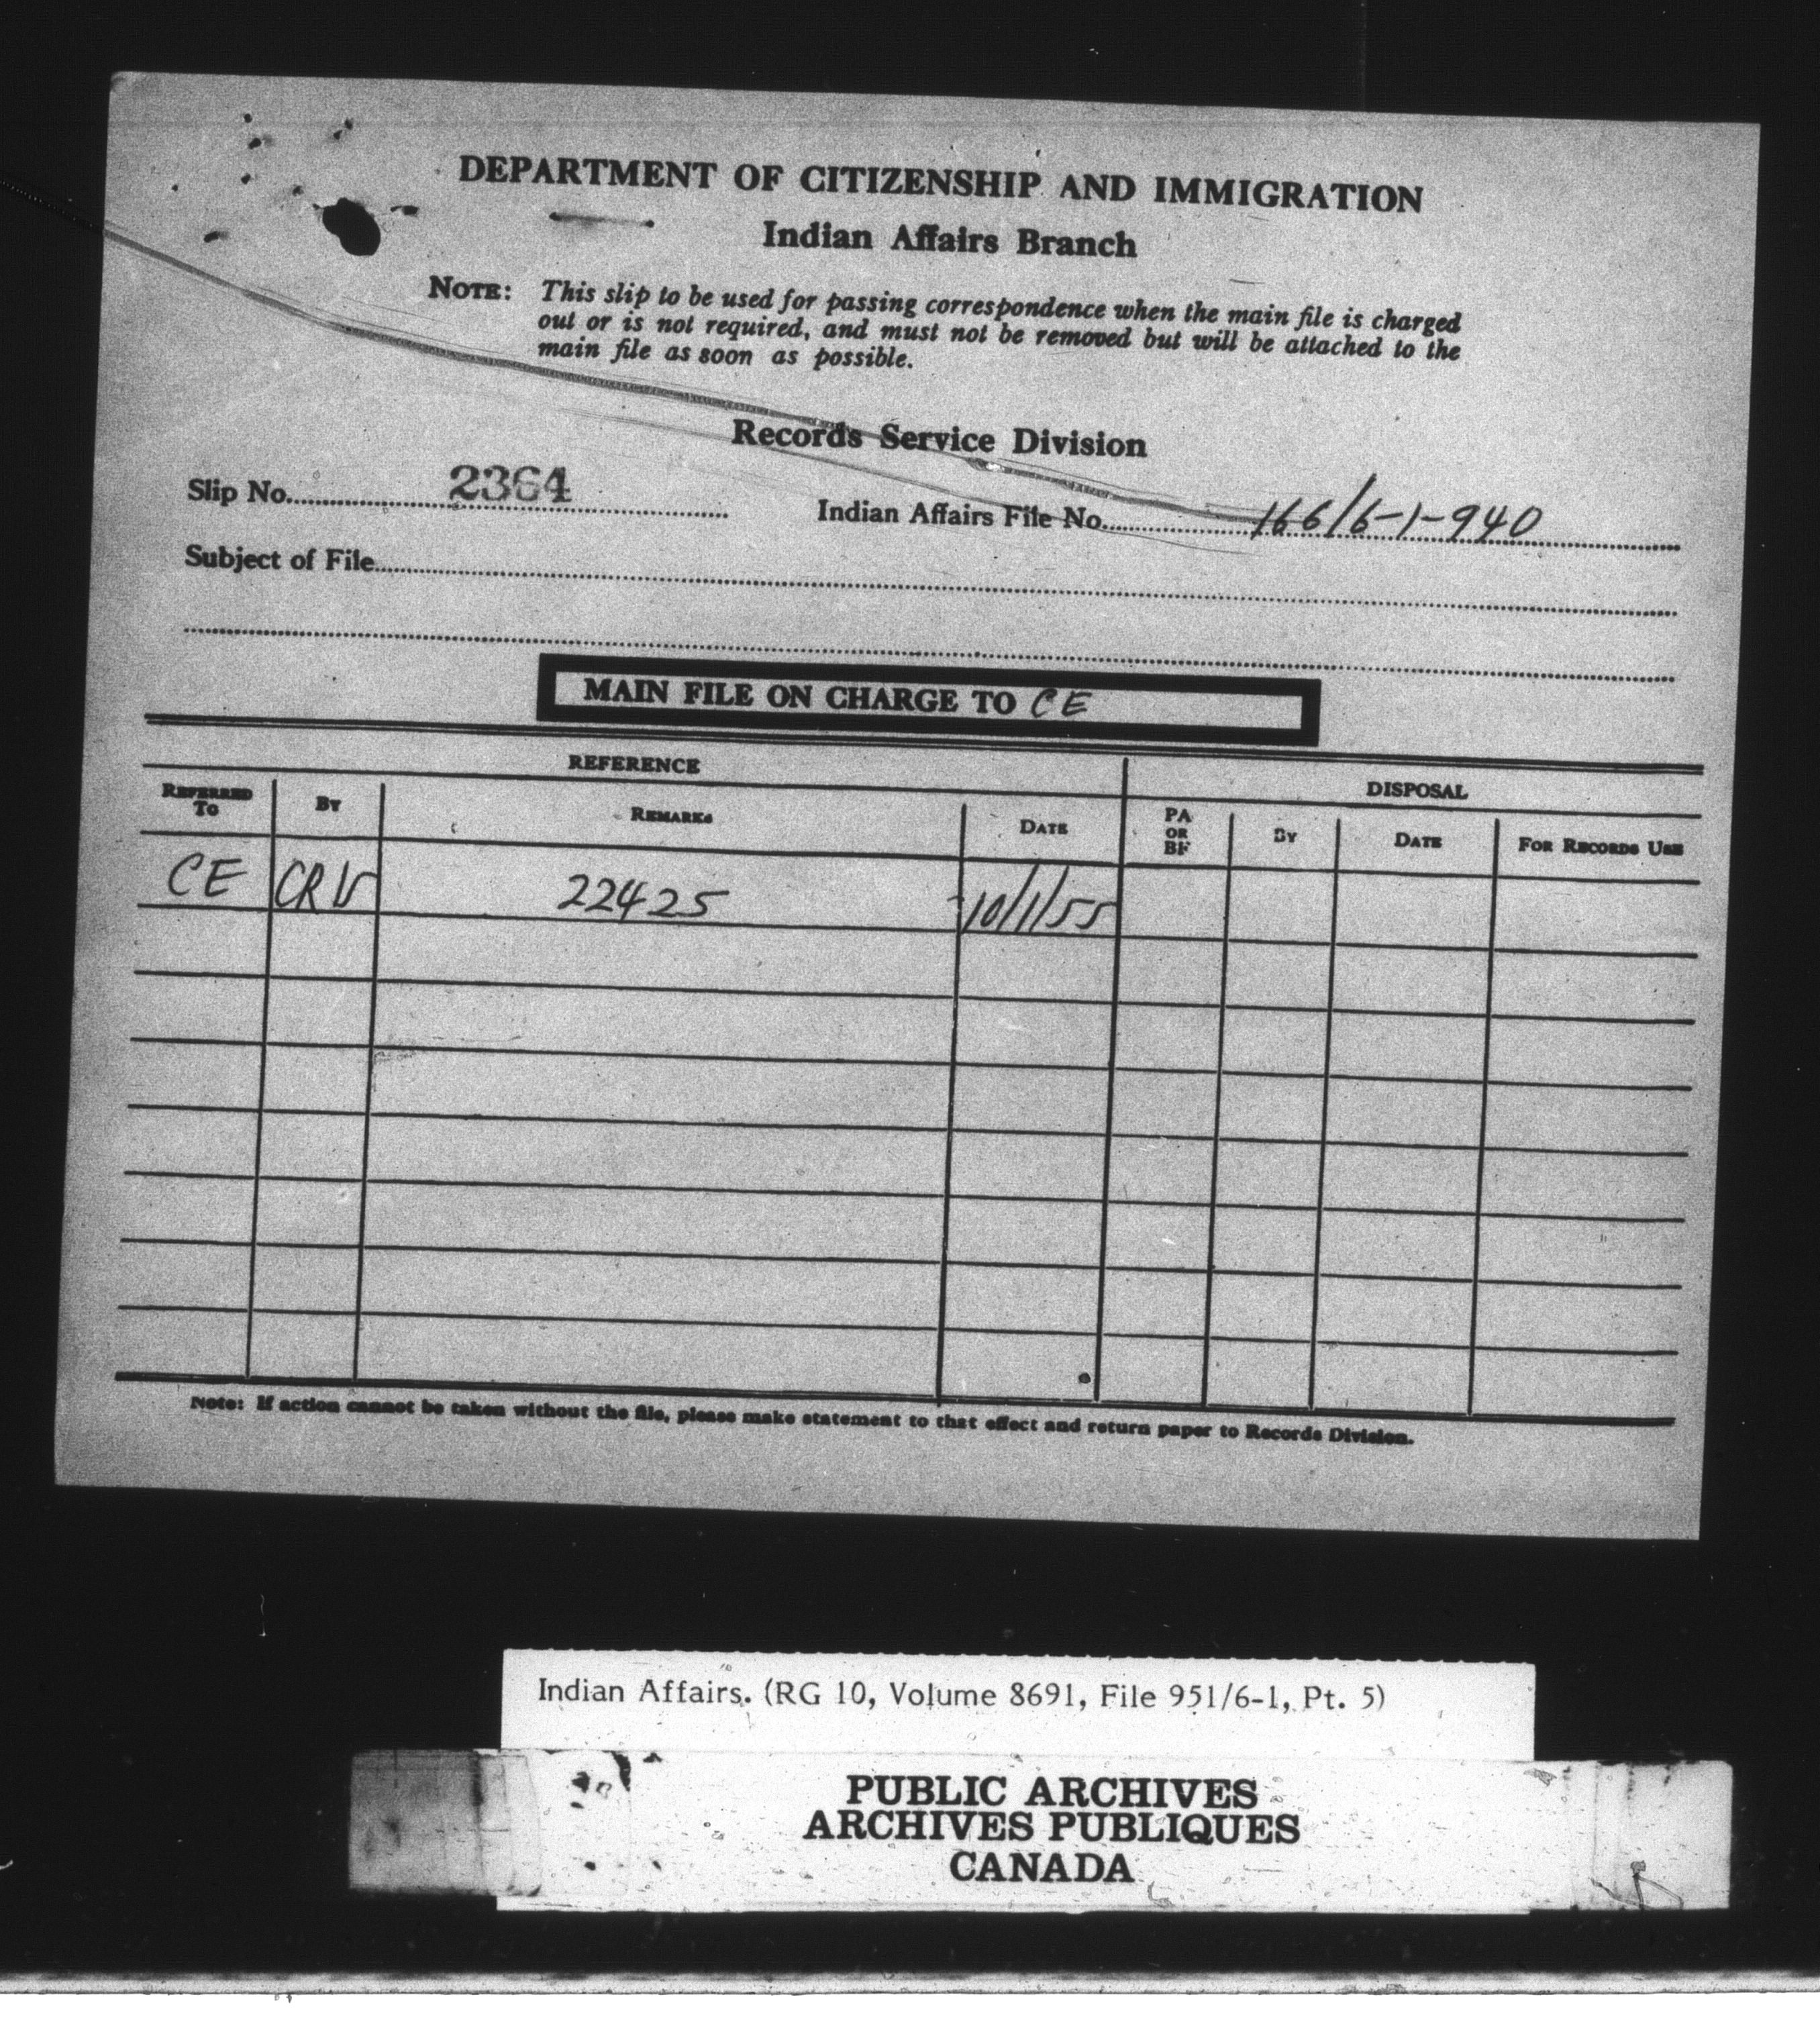 DEPARTMENT OF CITIZENSHIP AND IMMIGRATION
Indian Affairs Branch
NOTE: This slip to be used for passing correspondence when the main file is charged
out or is not required, and must not be removed but will be attached to the
main file as soon as possible.
Records Service Division
Slip No. 2364 Indian Affairs File No. 166/6-1-940
Subject of File
MAIN FILE ON CHARGE TO CE
REFERENCE DISPOSAL
REFERRED TO BY REMARKS DATE PA OR BF BY DATE FOR RECORDS USE
CE CRV 22425 10/1/55
Note: If action cannot be taken without the file, please make statement to that effect and return paper to Records Division.
Indian Affairs. (RG 10, Volume 8691, File 951/6-1, Pt. 5)
PUBLIC ARCHIVES
ARCHIVES PUBLIQUES
CANADA